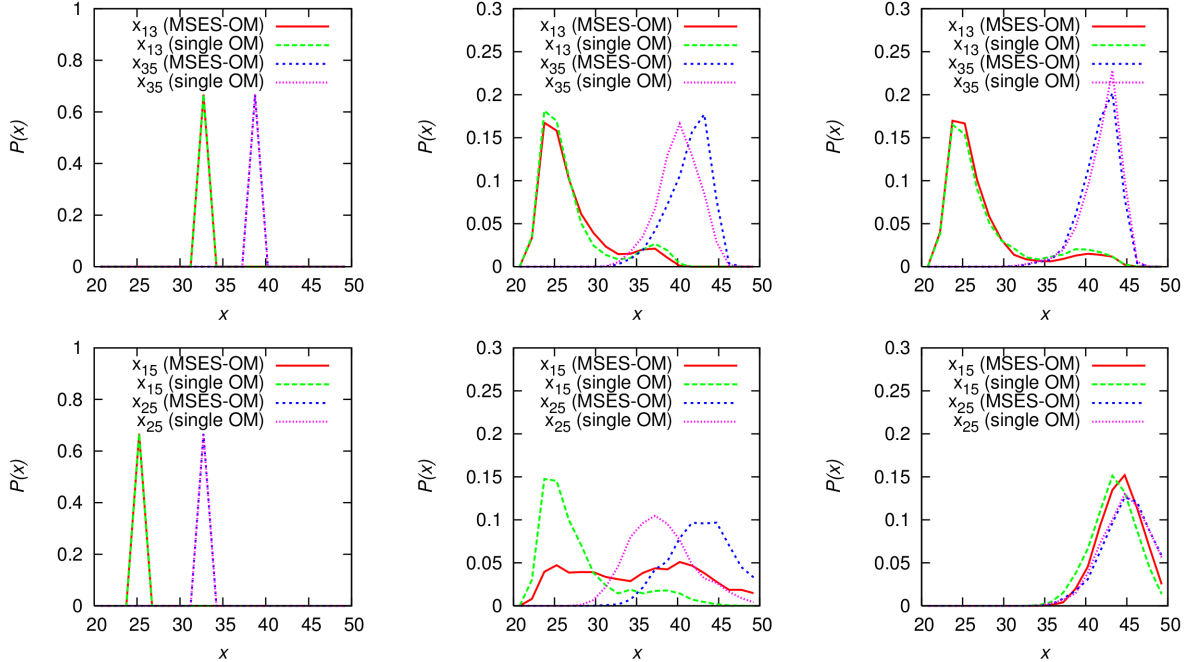 1
0.8
0.6
0.4
0.2
0
P(x)
x13 (MSES-OM)
x13 (single OM)
x35 (MSES-OM)
x35 (single OM)
20 25 30 35 40 45 50
x
0.3
0.25
0.2
0.15
0.1
0.05
0
P(x)
x13 (MSES-OM)
x13 (single OM)
x35 (MSES-OM)
x35 (single OM)
20 25 30 35 40 45 50
x
0.3
0.25
0.2
0.15
0.1
0.05
0
P(x)
x13 (MSES-OM)
x13 (single OM)
x35 (MSES-OM)
x35 (single OM)
20 25 30 35 40 45 50
x
1
0.8
0.6
0.4
0.2
0
P(x)
x15 (MSES-OM)
x15 (single OM)
x25 (MSES-OM)
x25 (single OM)
20 25 30 35 40 45 50
x
0.3
0.25
0.2
0.15
0.1
0.05
0
P(x)
x15 (MSES-OM)
x15 (single OM)
x25 (MSES-OM)
x25 (single OM)
20 25 30 35 40 45 50
x
0.3
0.25
0.2
0.15
0.1
0.05
0
P(x)
x15 (MSES-OM)
x15 (single OM)
x25 (MSES-OM)
x25 (single OM)
20 25 30 35 40 45 50
x